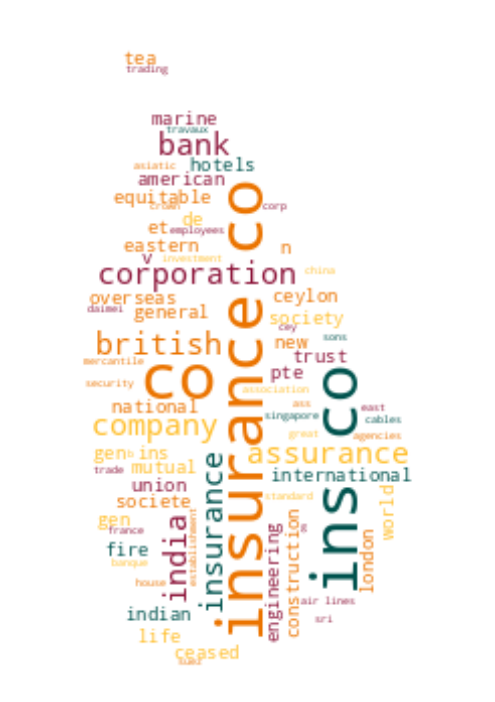 tea
trading
marine
travaux
bank
asiatic
hotels
american
equitable
crown
corp
de
et
employees
co
eastern
n
v
investment
corporation
china
overseas
ceylon
daimei
general
society
cey
british
new
sons
mercantile
trust
pte
security
co
association
national
ass
east
singapore
cables
company
great
agencies
co
gen
b
ins
assurance
trade
mutual
international
union
standard
societe
world
gen
france
insurance
india
establishment
insurance
engineering
construction
ins
london
fire
banque
house
air lines
indian
sri
life
ceased
suez